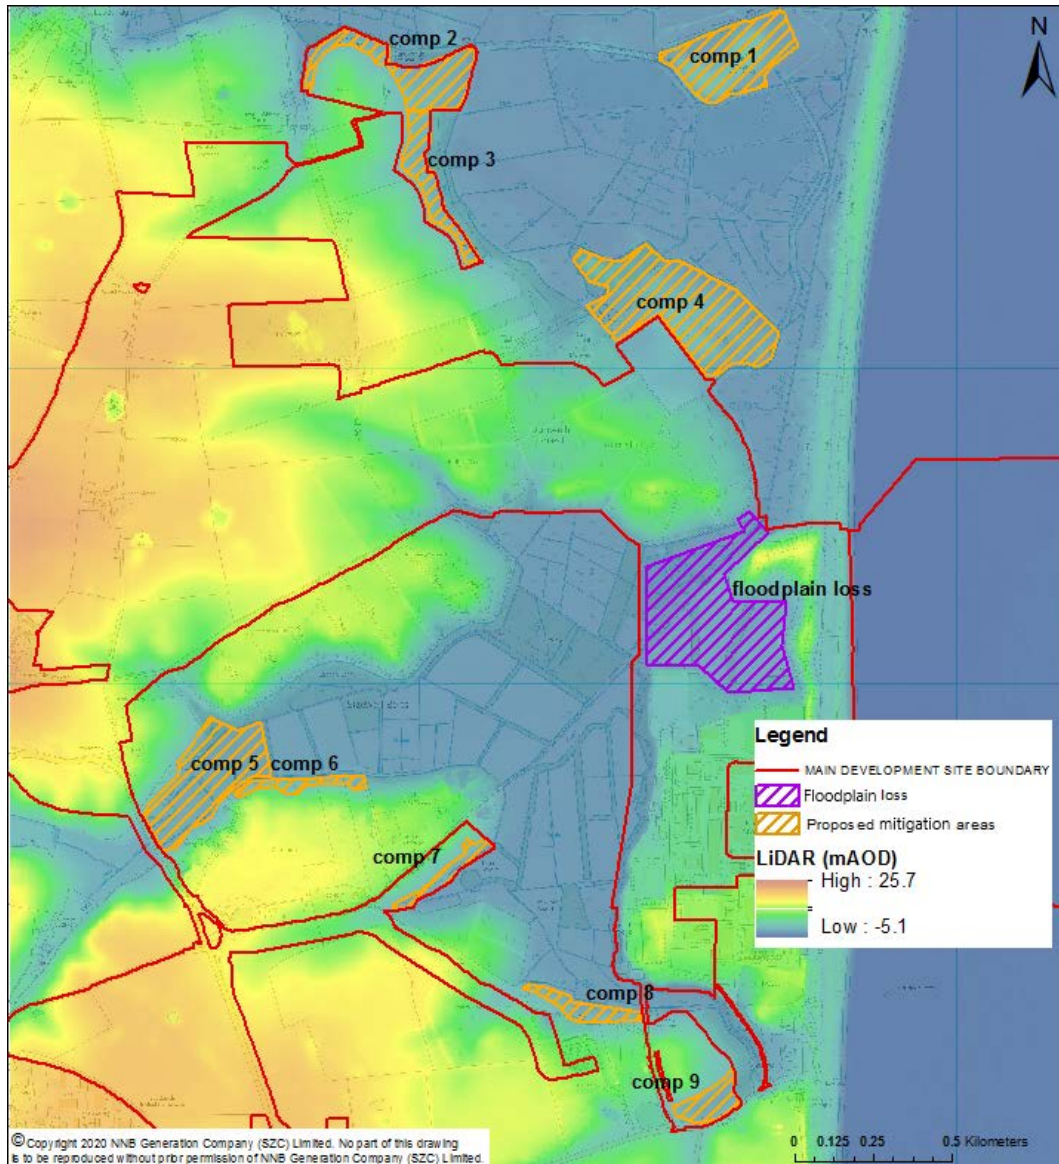 N
comp 2
comp 1
comp 3
comp 4
floodplain loss
comp 5
comp 6
comp 7
comp 8
comp 9
Legend
MAIN DEVELOPMENT SITE BOUNDARY
Floodplain loss
Proposed mitigation areas
LiDAR (mAOD)
High : 25.7
Low : -5.1
© Copyright 2020 NNB Generation Company (SZC) Limited. No part of this drawing
is to be reproduced without prior permission of NNB Generation Company (SZC) Limited.
0 0.125 0.25 0.5 Kilometers